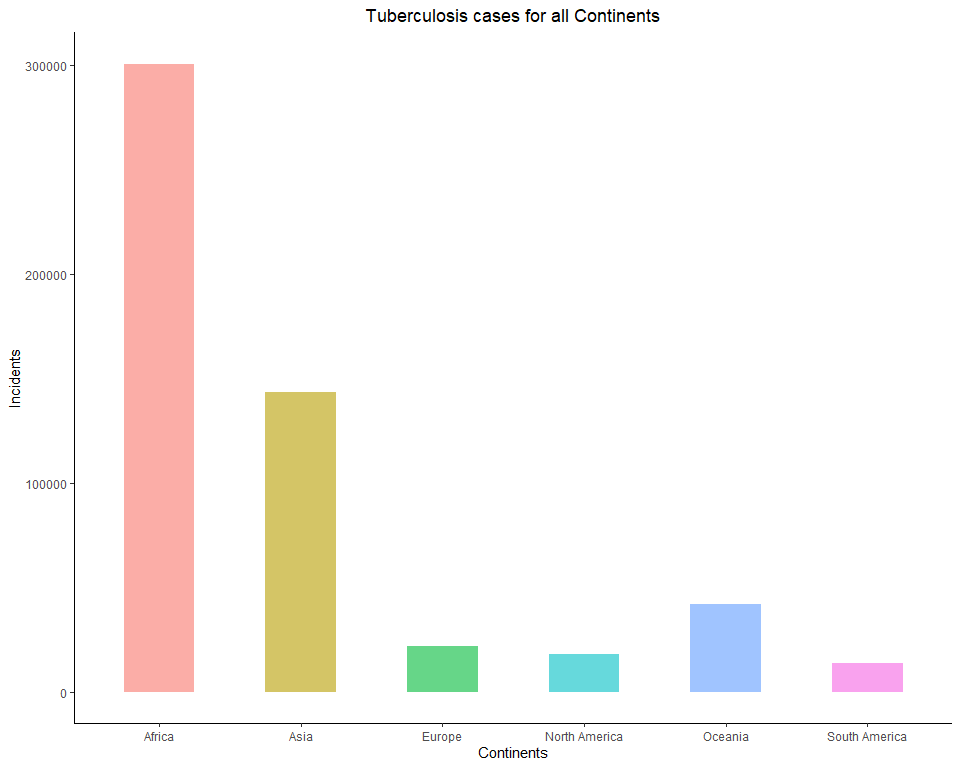 Tuberculosis cases for all Continents
300000
200000
100000
0
Incidents
Africa
Asia
Europe
North America
Oceania
South America
Continents